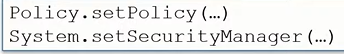 Policy.setPolicy(…)
System.setSecurityManager(…)